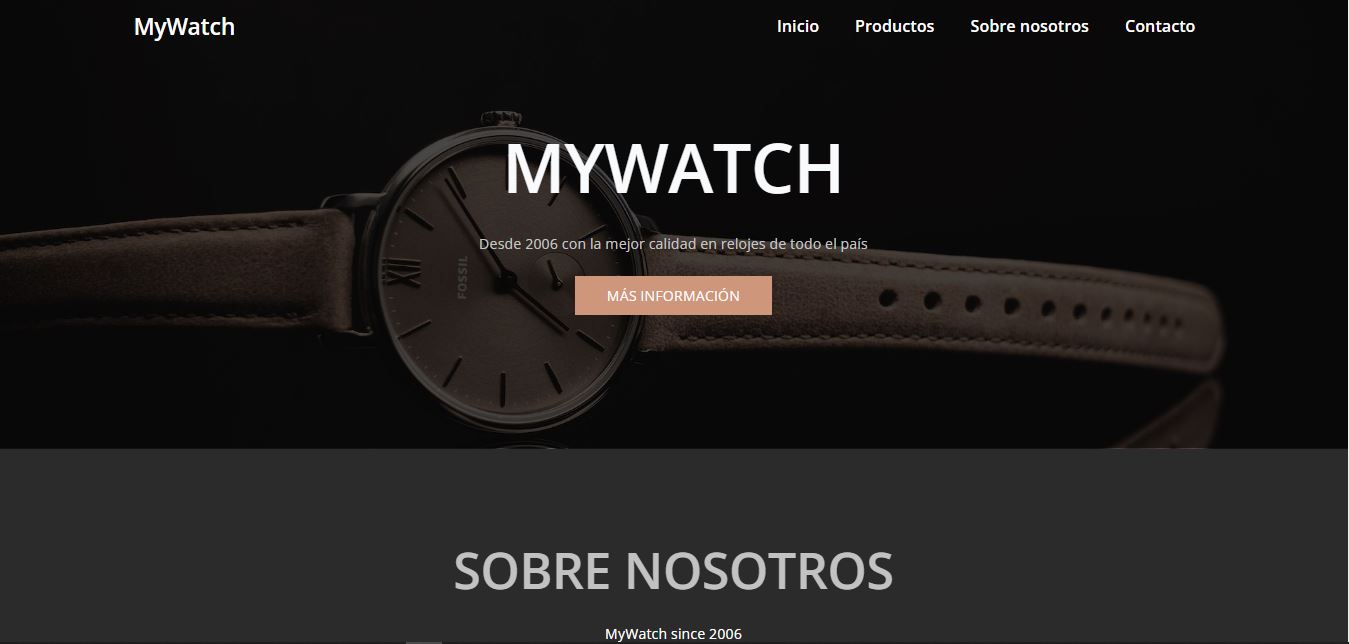 MyWatch
Inicio Productos Sobre nosotros Contacto
MYWATCH
Desde 2006 con la mejor calidad en relojes de todo el país
FOSSIL
MÁS INFORMACIÓN
SOBRE NOSOTROS
MyWatch since 2006